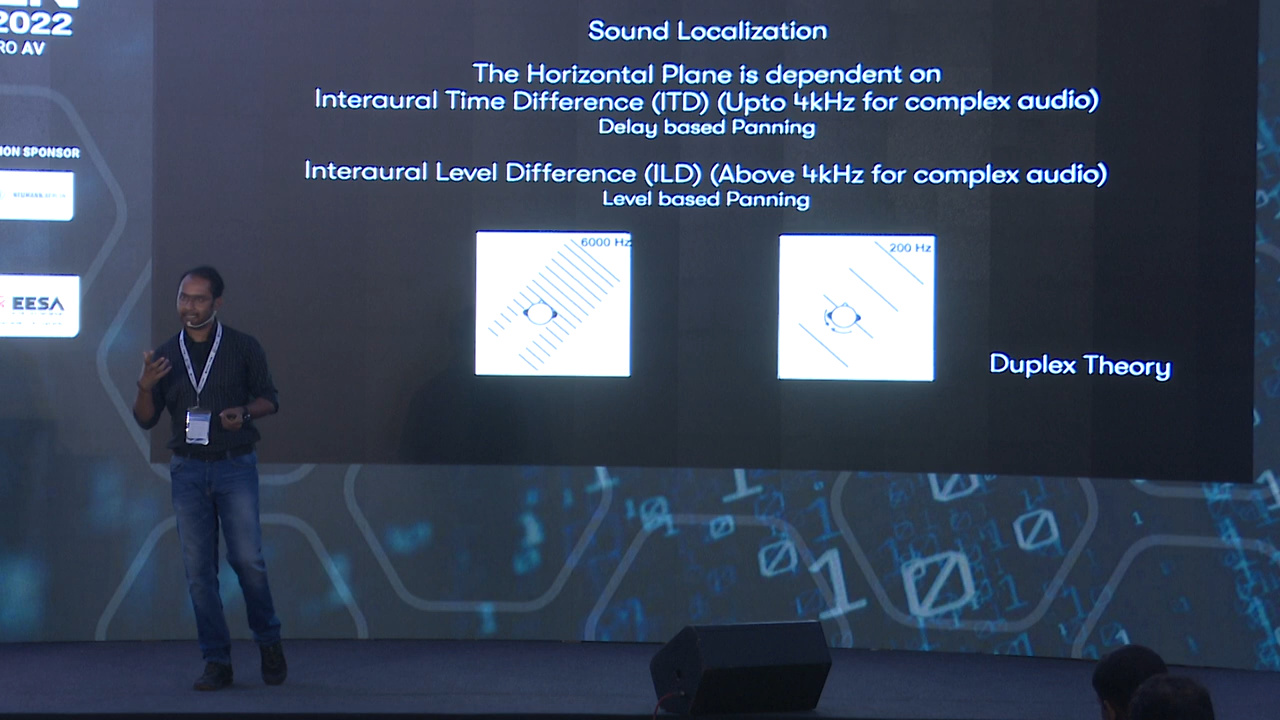 2022
RO AV
ION SPONSOR
EESA
Sound Localization
The Horizontal Plane is dependent on
Interaural Time Difference (ITD) (Upto 4kHz for complex audio)
Delay based Panning
Interaural Level Difference (ILD) (Above 4kHz for complex audio)
Level based Panning
6000 Hz
200 Hz
Duplex Theory